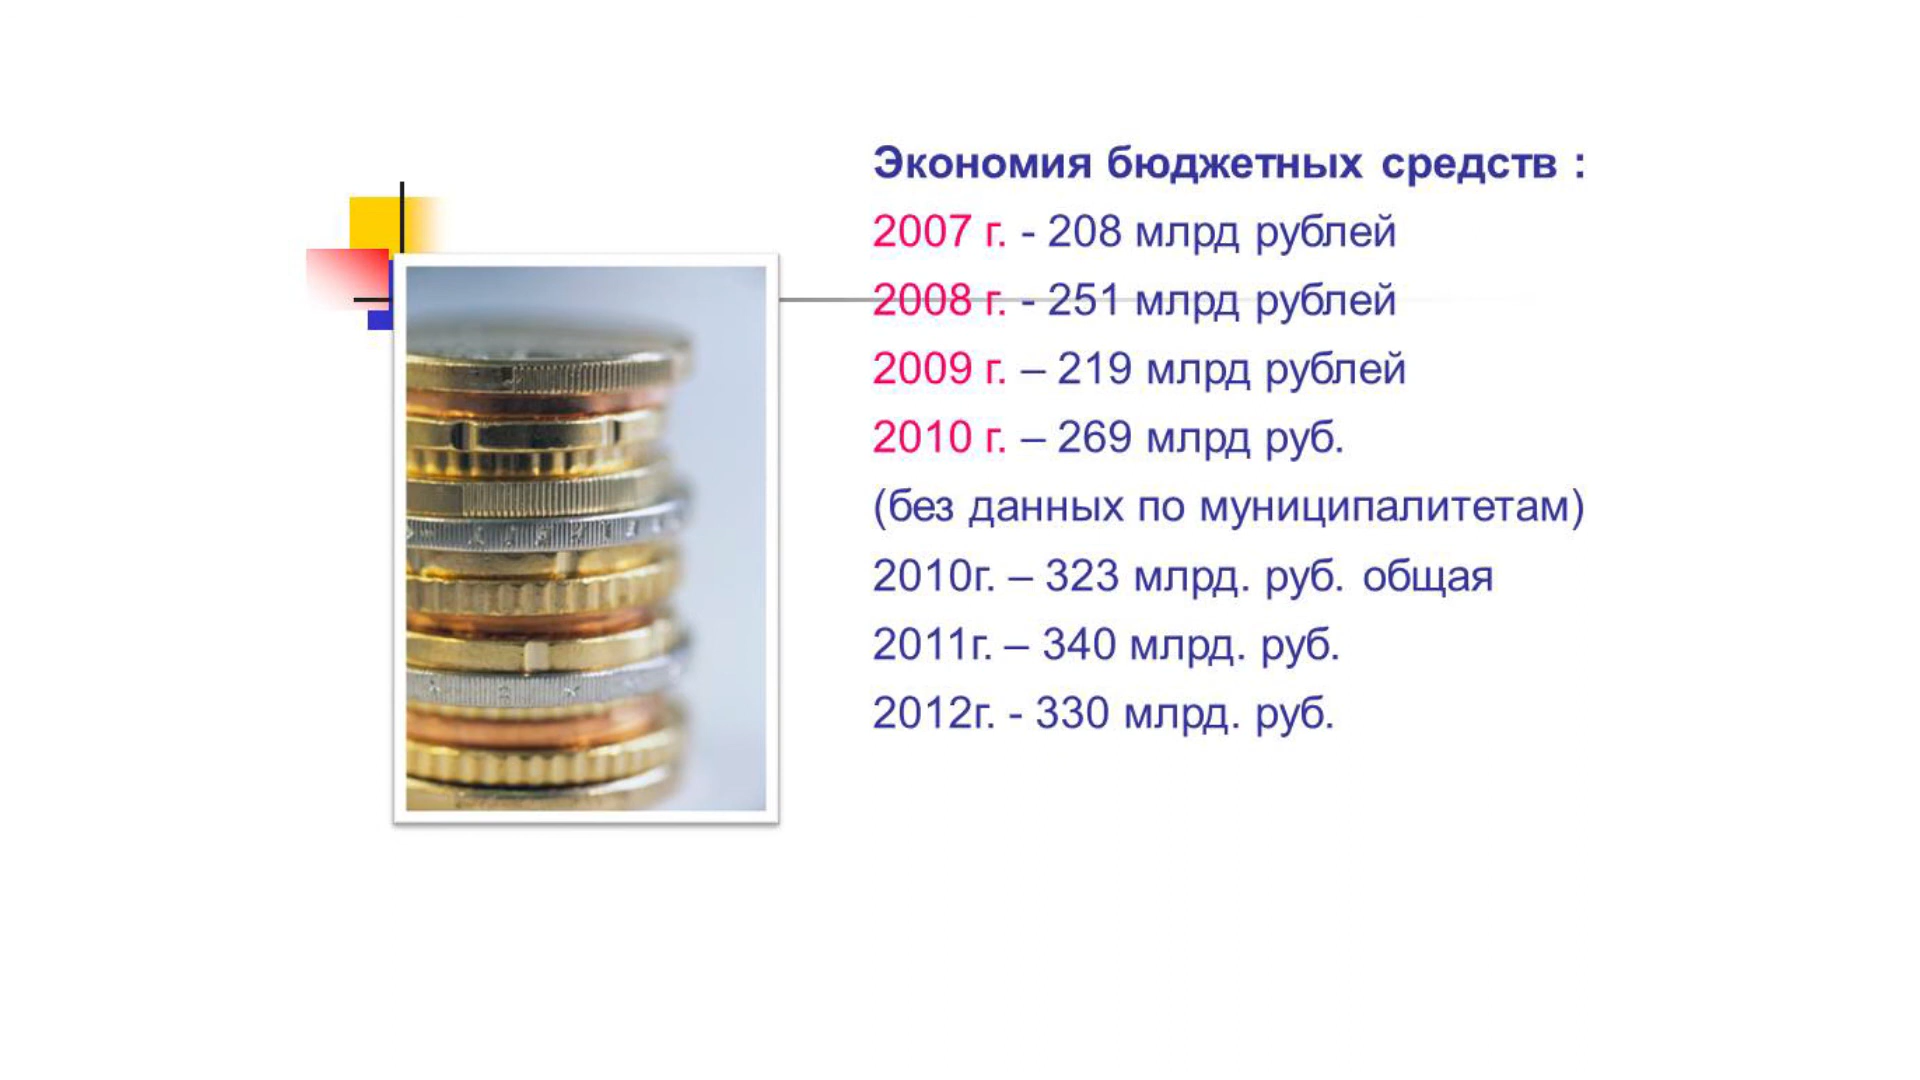 Экономия бюджетных средств :
2007 г. - 208 млрд рублей
2008 г. - 251 млрд рублей
2009 г. – 219 млрд рублей
2010 г. – 269 млрд руб.
(без данных по муниципалитетам)
2010г. – 323 млрд. руб. общая
2011г. – 340 млрд. руб.
2012г. - 330 млрд. руб.